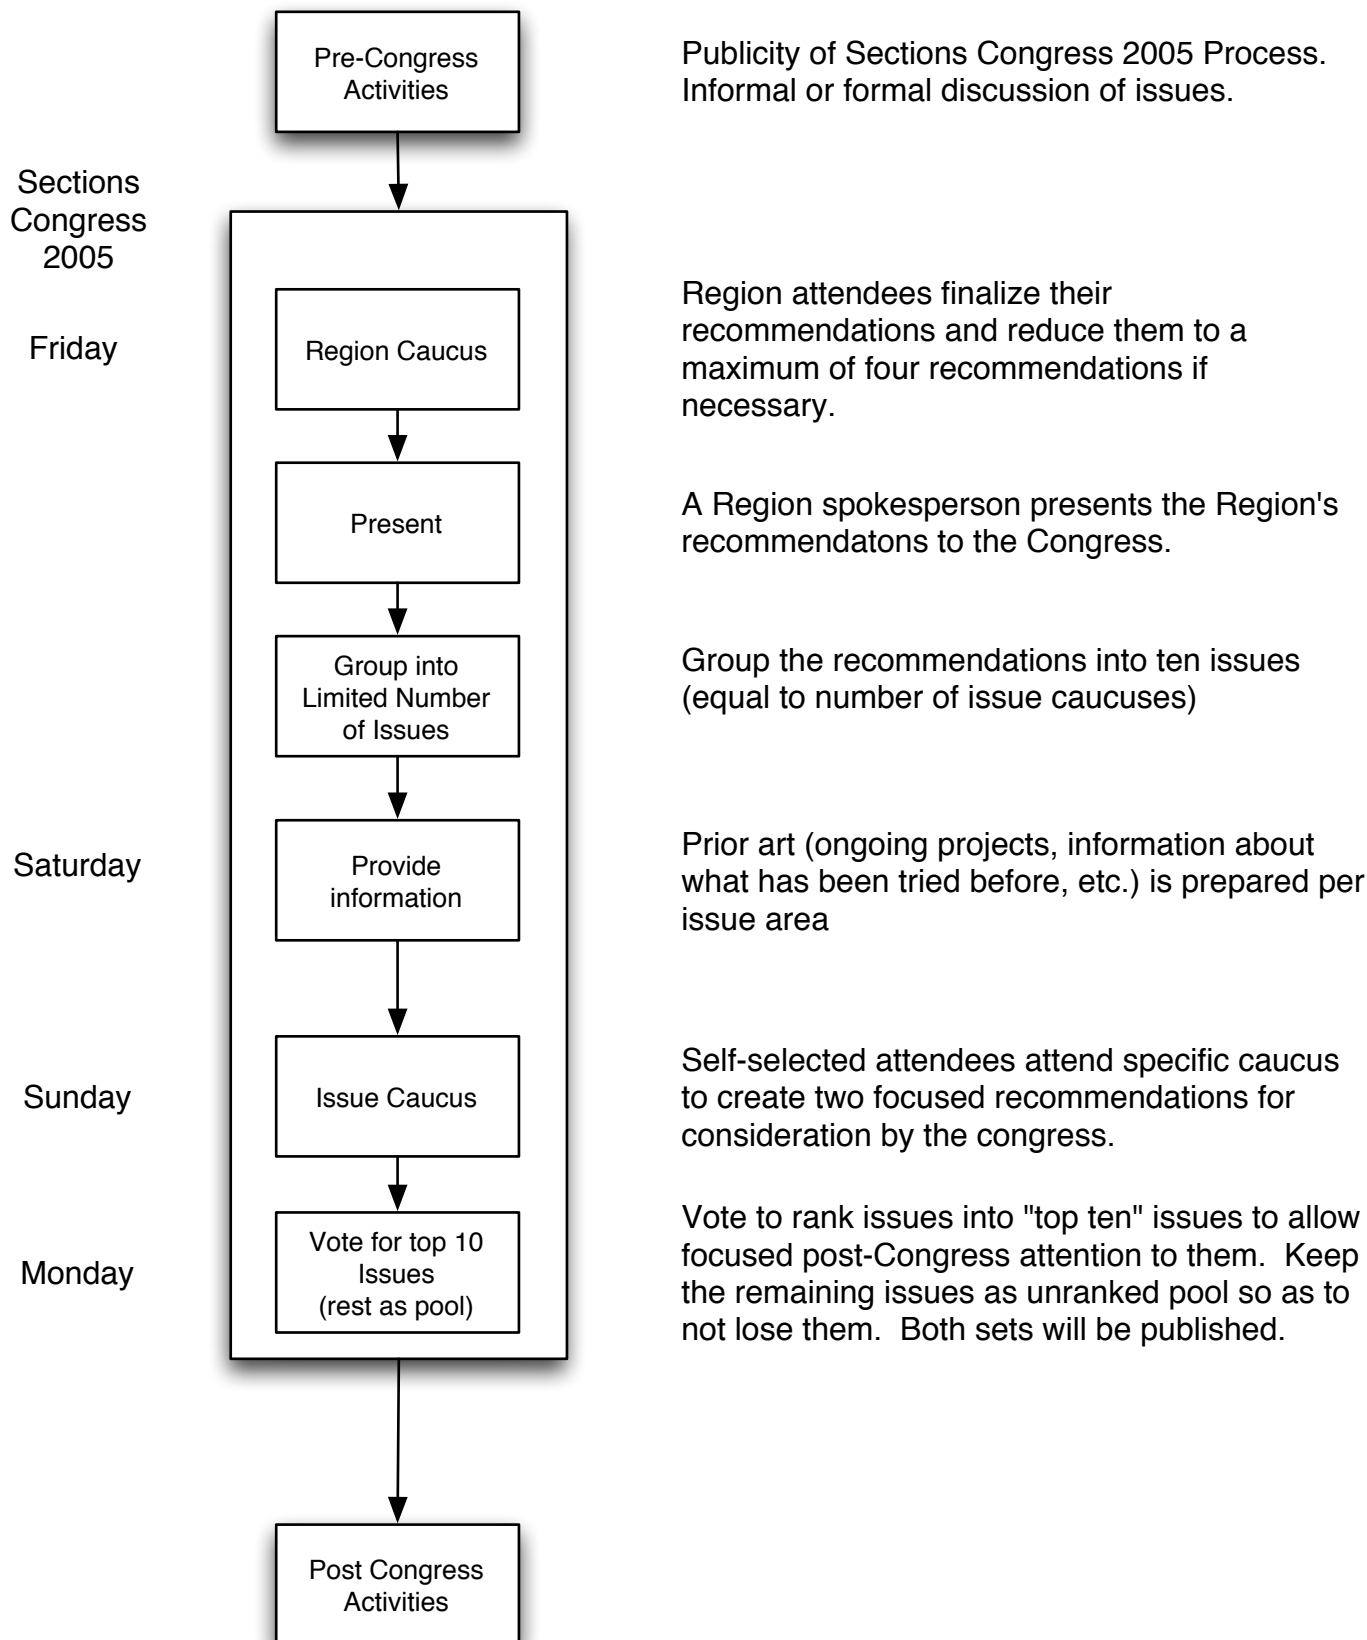 Pre-Congress
Activities
Publicity of Sections Congress 2005 Process.
Informal or formal discussion of issues.
Sections
Congress
2005
Friday
Region Caucus
Region attendees finalize their
recommendations and reduce them to a
maximum of four recommendations if
necessary.
Present
A Region spokesperson presents the Region's
recommendatons to the Congress.
Group into
Limited Number
of Issues
Group the recommendations into ten issues
(equal to number of issue caucuses)
Saturday
Provide
information
Prior art (ongoing projects, information about
what has been tried before, etc.) is prepared per
issue area
Sunday
Issue Caucus
Self-selected attendees attend specific caucus
to create two focused recommendations for
consideration by the congress.
Monday
Vote for top 10
Issues
(rest as pool)
Vote to rank issues into "top ten" issues to allow
focused post-Congress attention to them.  Keep
the remaining issues as unranked pool so as to
not lose them.  Both sets will be published.
Post Congress
Activities